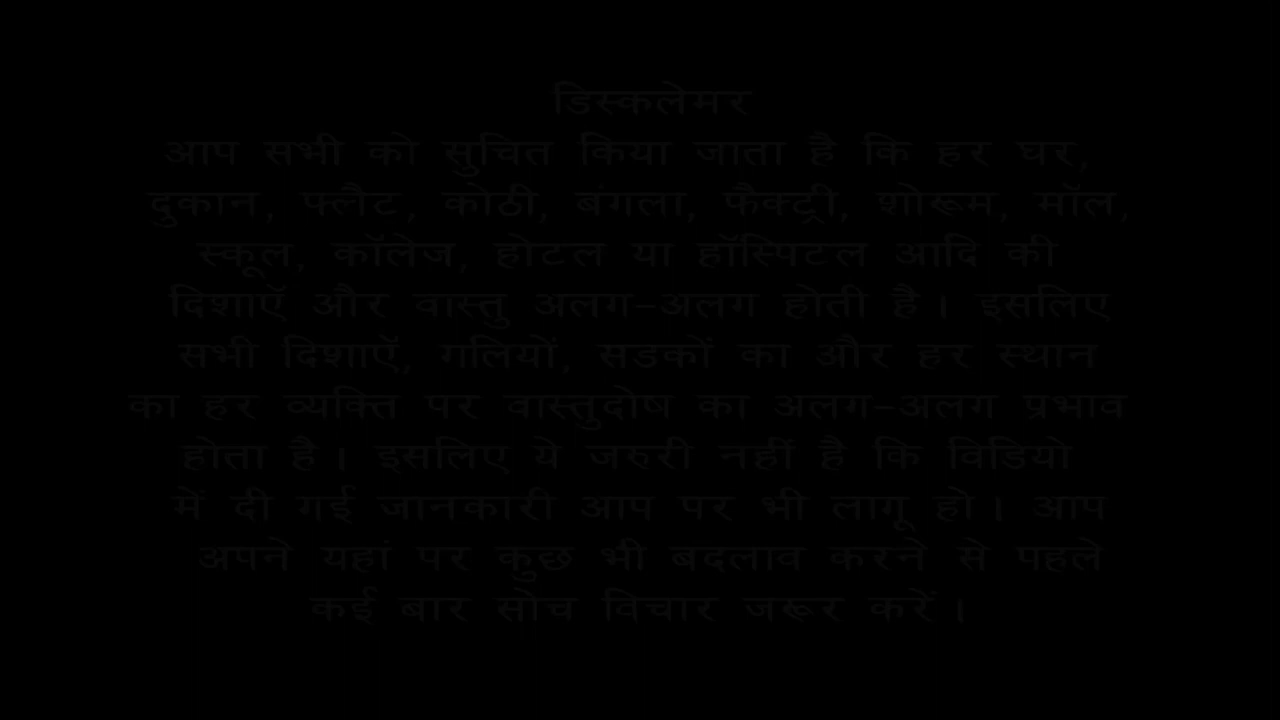 डिस्कलेमर
आप सभी को सुचित किया जाता है कि हर घर,
दुकान, फ्लैट, कोठी, बंगला, फैक्ट्री, शोरूम, मॉल,
स्कूल, कॉलेज, होटल या हॉस्पिटल आदि की
दिशाऍ और वास्तु अलग–अलग होती है। इसलिए
सभी दिशाऍ, गलियों, सडकों का और हर स्थान
का हर व्यक्ति पर वास्तुदोष का अलग–अलग प्रभाव
होता है। इसलिए ये जरुरी नहीं है कि विडियो
में दी गई जानकारी आप पर भी लागू हो। आप
अपने यहां पर कुछ भी बदलाव करने से पहले
कई बार सोच विचार जरूर करें।